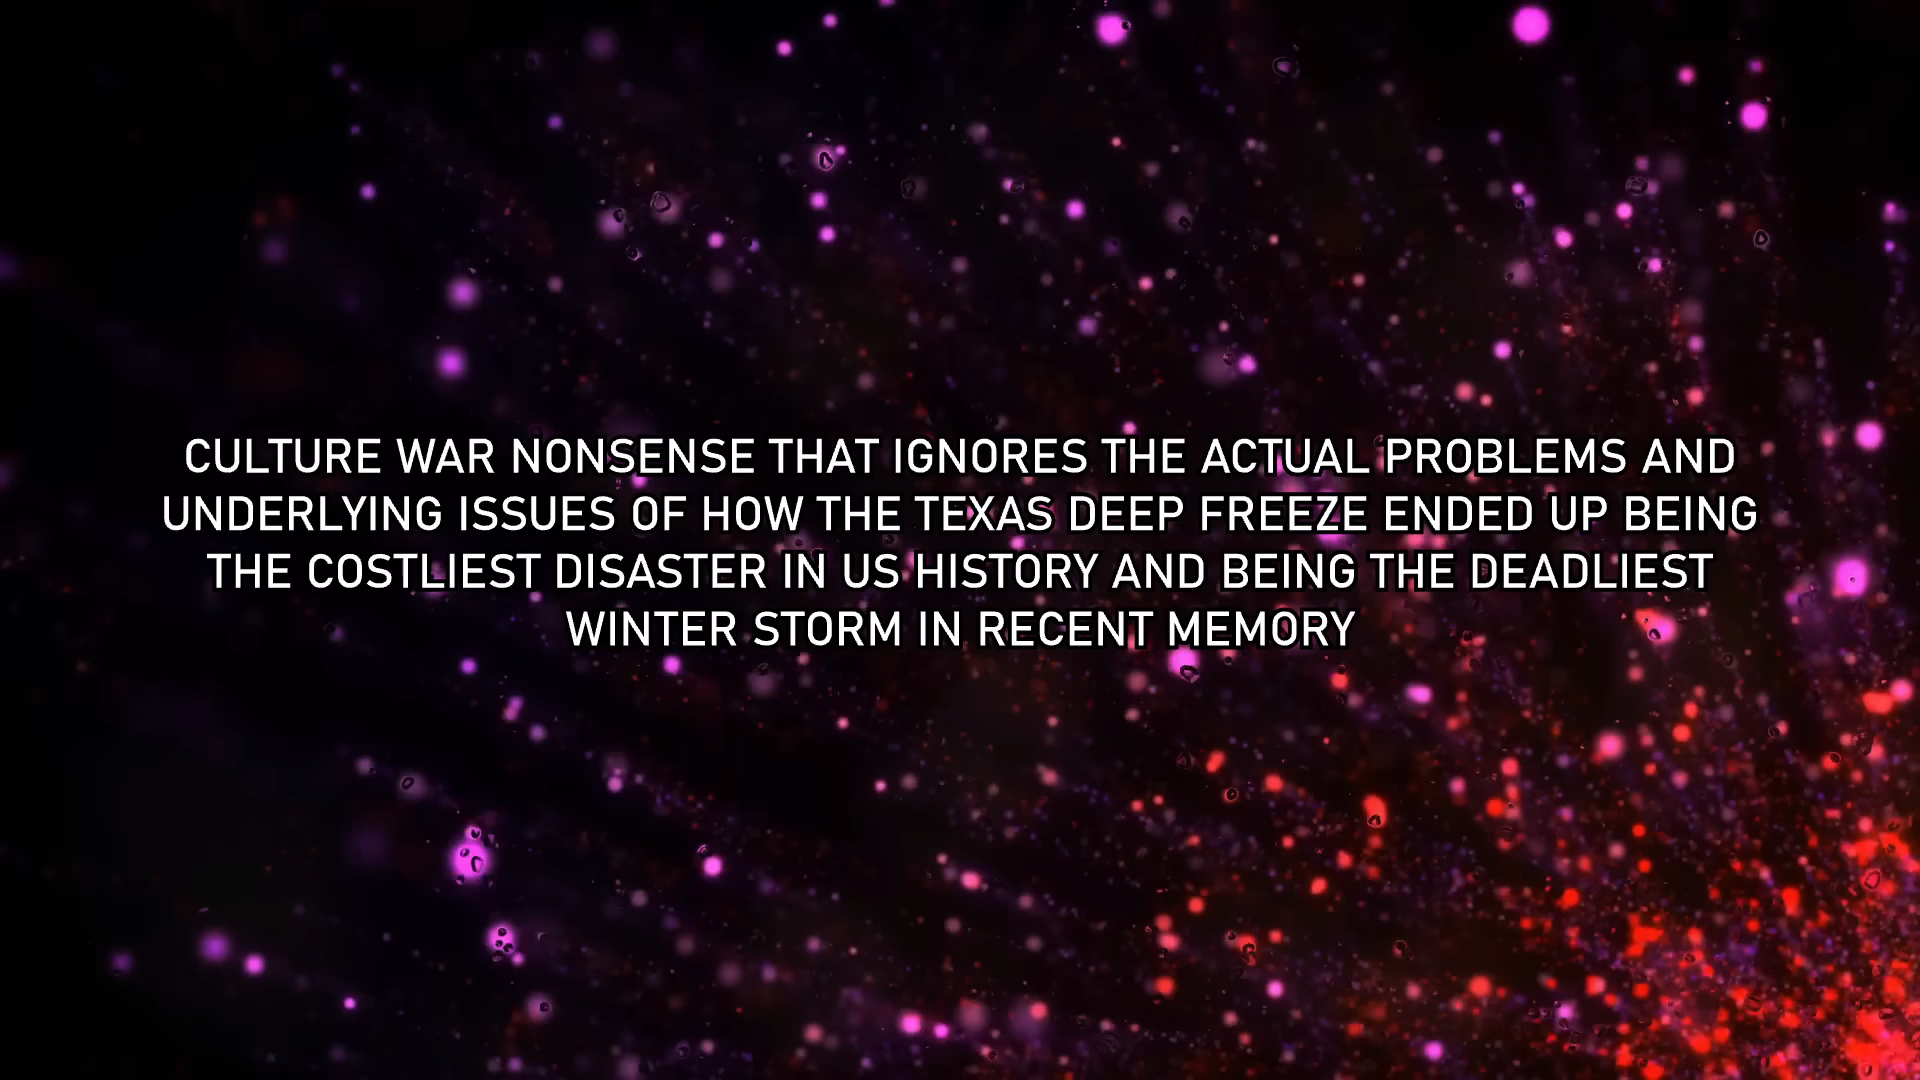 CULTURE WAR NONSENSE THAT IGNORES THE ACTUAL PROBLEMS AND
UNDERLYING ISSUES OF HOW THE TEXAS DEEP FREEZE ENDED UP BEING
THE COSTLIEST DISASTER IN US HISTORY AND BEING THE DEADLIEST
WINTER STORM IN RECENT MEMORY